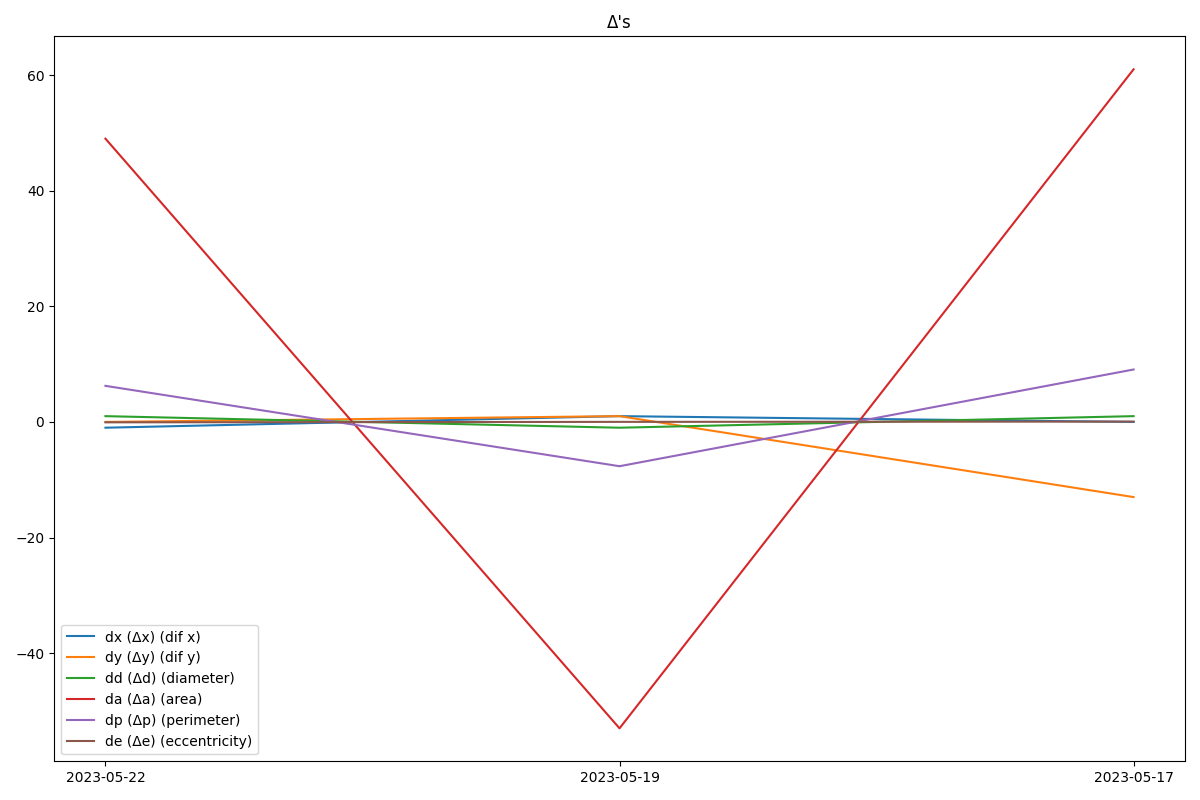 Δ's
60
40
20
0
−20
−40
dx (Δx) (dif x)
dy (Δy) (dif y)
dd (Δd) (diameter)
da (Δa) (area)
dp (Δp) (perimeter)
de (Δe) (eccentricity)
2023-05-22 2023-05-19 2023-05-17